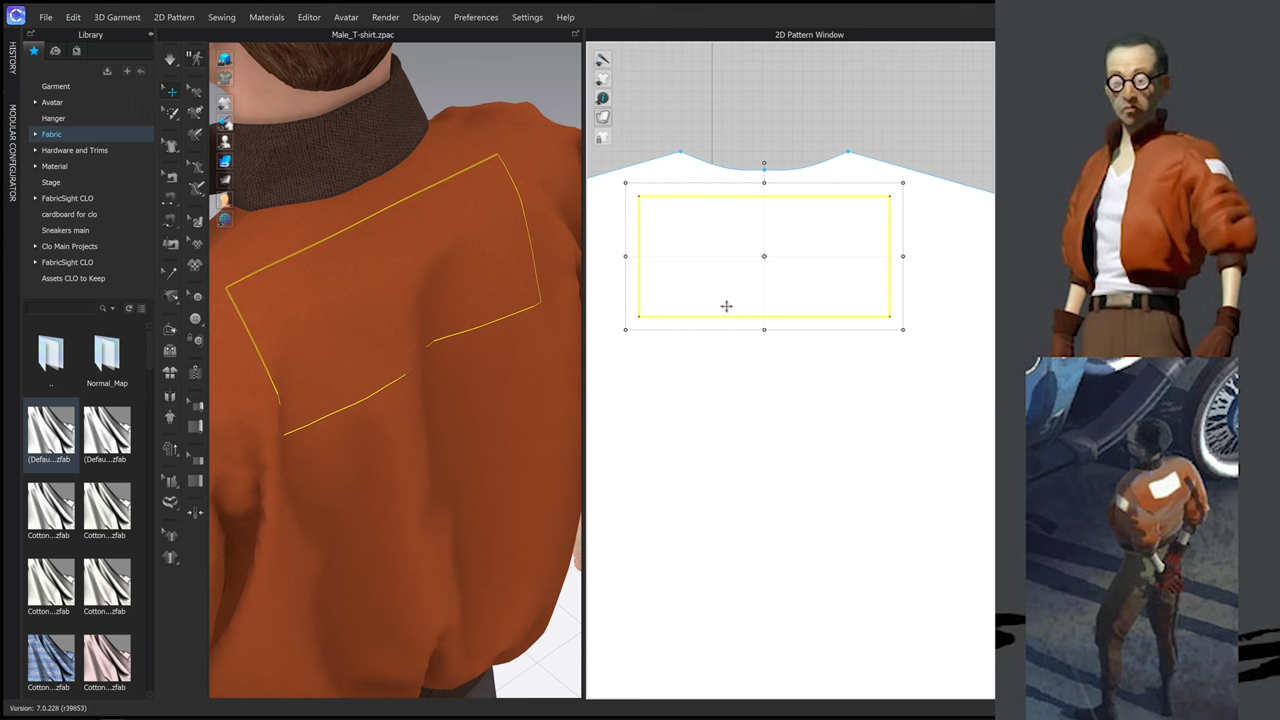 File Edit 3D Garment 2D Pattern Sewing Materials Editor Avatar Render Display Preferences Settings Help
Library
Male_T-shirt.zpac
2D Pattern Window
HISTORY
MODULAR CONFIGURATOR
Garment
Avatar
Hanger
Fabric
Hardware and Trims
Material
Stage
FabricSight CLO
cardboard for clo
Sneakers main
Clo Main Projects
FabricSight CLO
Assets CLO to Keep
..
Normal_Map
(Defau...zfab
(Defau...zfab
Cotton...zfab
Cotton...zfab
Cotton...zfab
Cotton...zfab
Cotton...zfab
Cotton...zfab
Version: 7.0.228 (r39853)